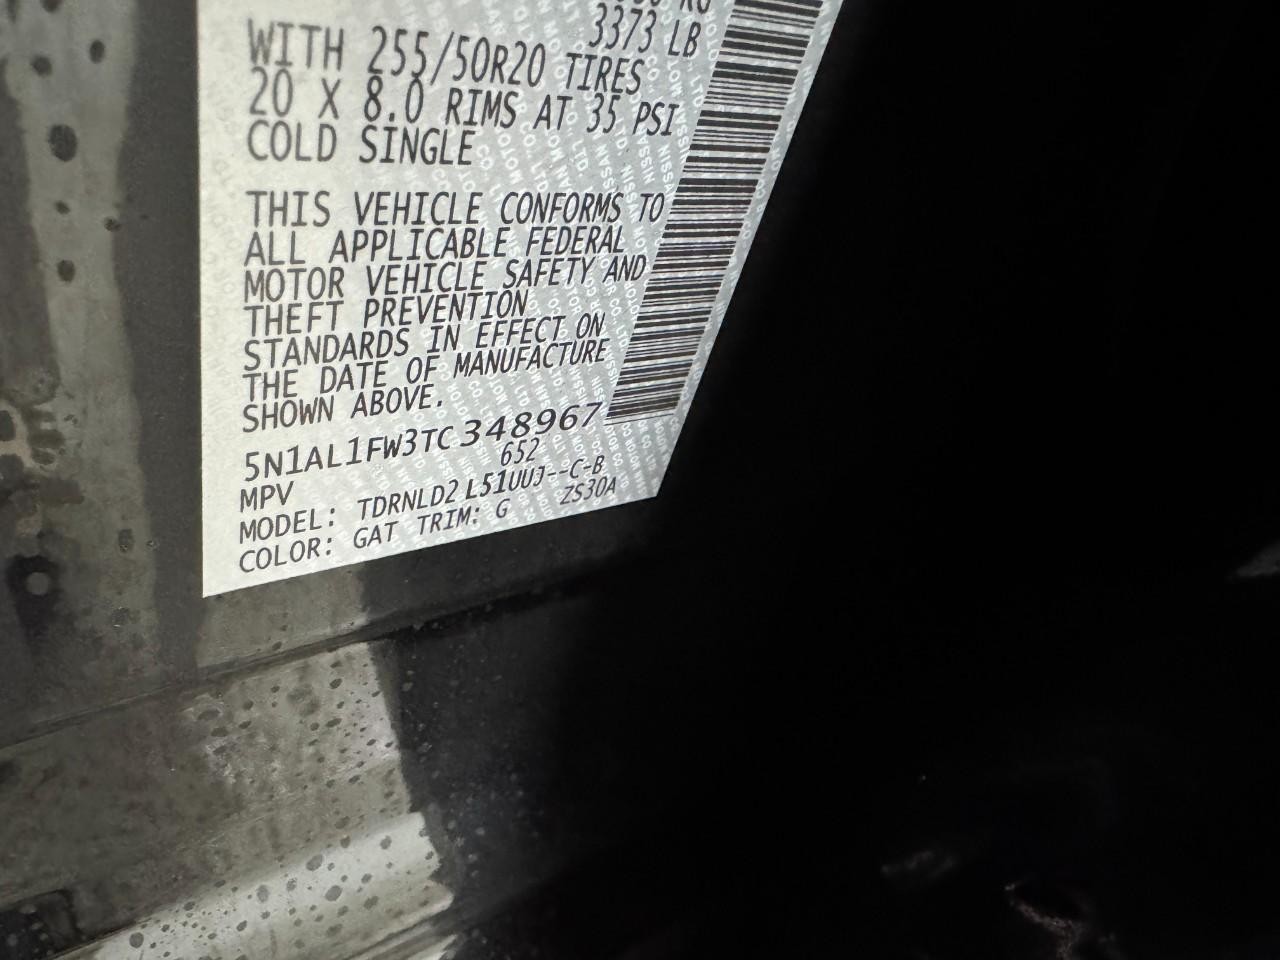 3373 LB
WITH 255/50R20 TIRES
20 X 8.0 RIMS AT 35 PSI
COLD SINGLE
THIS VEHICLE CONFORMS TO
ALL APPLICABLE FEDERAL
MOTOR VEHICLE SAFETY AND
THEFT PREVENTION
STANDARDS IN EFFECT ON
THE DATE OF MANUFACTURE
SHOWN ABOVE.
5N1AL1FW3TC348967
MPV 652
MODEL: TDRNLD2 L51UUJ--C-B
COLOR: GAT TRIM: G ZS30A